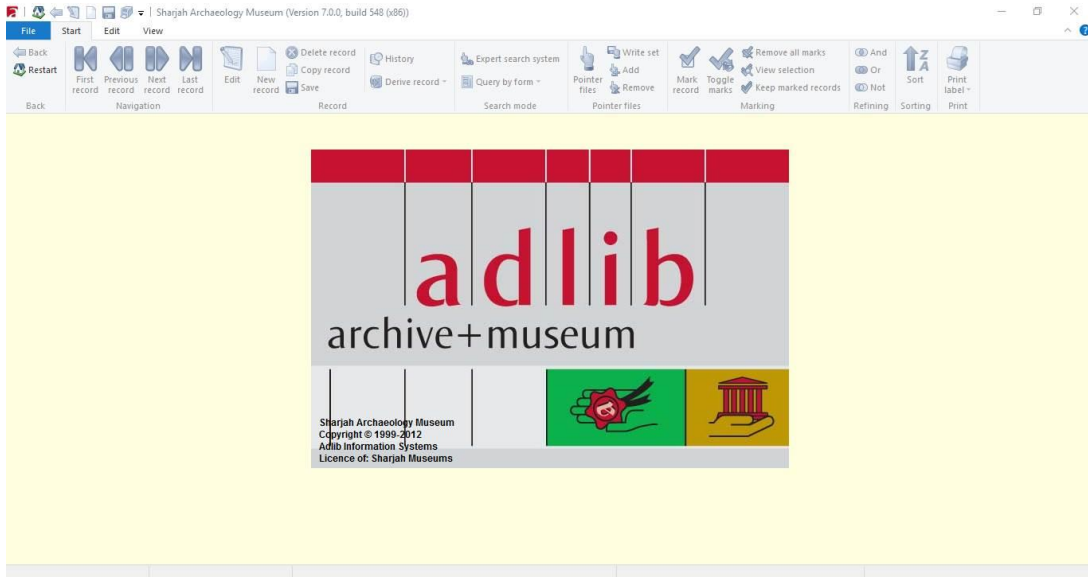 Sharjah Archaeology Museum (Version 7.0.0, build 548 (x86))
File Start Edit View
Back
Restart
Back
First record
Previous record
Next record
Last record
Navigation
Edit
New record
Delete record
Copy record
Save
History
Derive record
Record
Expert search system
Query by form
Search mode
Pointer files
Write set
Add
Remove
Pointer files
Mark record
Toggle marks
Remove all marks
View selection
Keep marked records
Marking
And
Or
Not
Refining
Sort
Sorting
Print label
Print
adlib
archive+museum
Sharjah Archaeology Museum
Copyright © 1999-2012
Adlib Information Systems
Licence of: Sharjah Museums